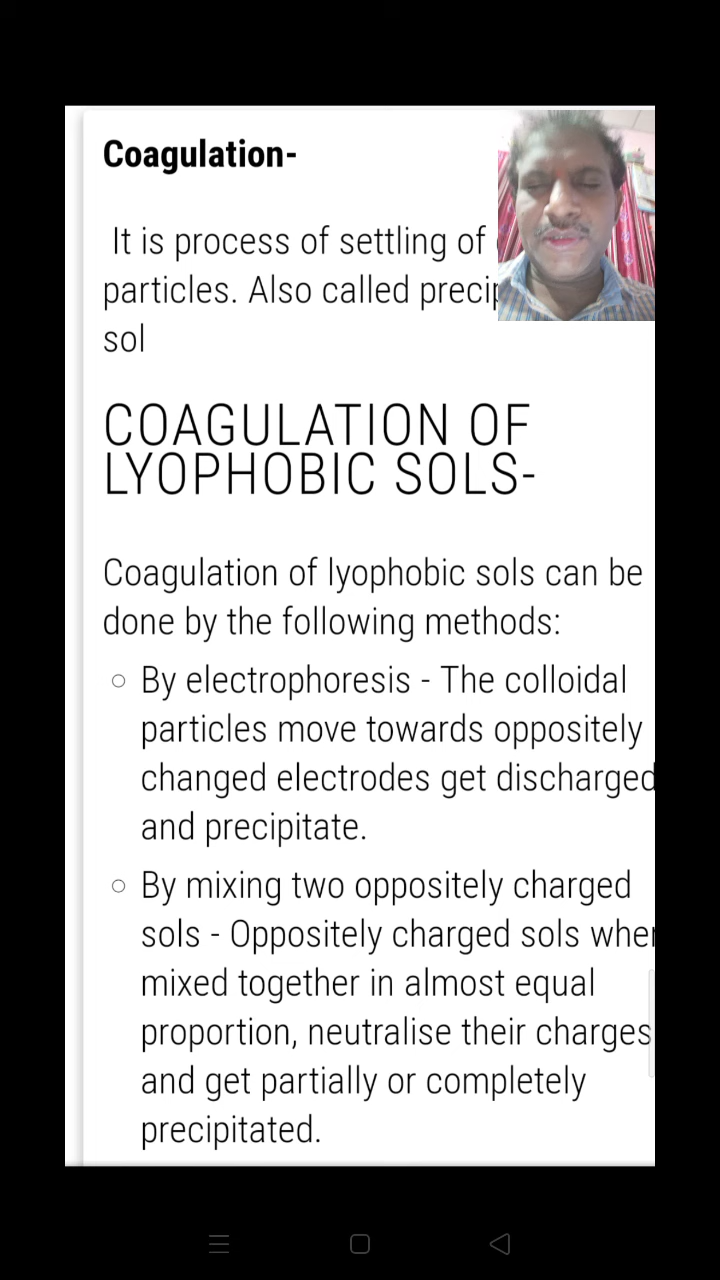 Coagulation-
It is process of settling of
particles. Also called precip
sol
COAGULATION OF
LYOPHOBIC SOLS-
Coagulation of lyophobic sols can be
done by the following methods:
○ By electrophoresis - The colloidal
particles move towards oppositely
changed electrodes get discharged
and precipitate.
○ By mixing two oppositely charged
sols - Oppositely charged sols when
mixed together in almost equal
proportion, neutralise their charges
and get partially or completely
precipitated.